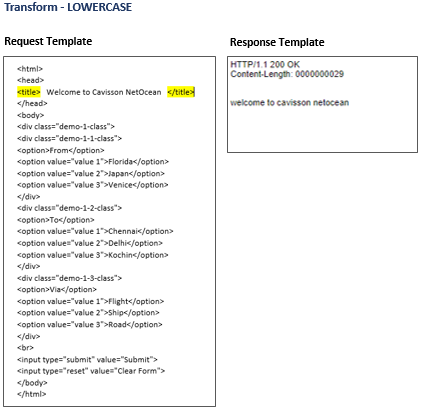 Transform - LOWERCASE
Request Template
<html>
<head>
<title> Welcome to Cavisson NetOcean </title>
</head>
<body>
<div class="demo-1-class">
<div class="demo-1-1-class">
<option>From</option>
<option value="value 1">Florida</option>
<option value="value 2">Japan</option>
<option value="value 3">Venice</option>
</div>
<div class="demo-1-2-class">
<option>To</option>
<option value="value 1">Chennai</option>
<option value="value 2">Delhi</option>
<option value="value 3">Kochin</option>
</div>
<div class="demo-1-3-class">
<option>Via</option>
<option value="value 1">Flight</option>
<option value="value 2">Ship</option>
<option value="value 3">Road</option>
</div>
<br>
<input type="submit" value="Submit">
<input type="reset" value="Clear Form">
</body>
</html>
Response Template
HTTP/1.1 200 OK
Content-Length: 0000000029
welcome to cavisson netocean